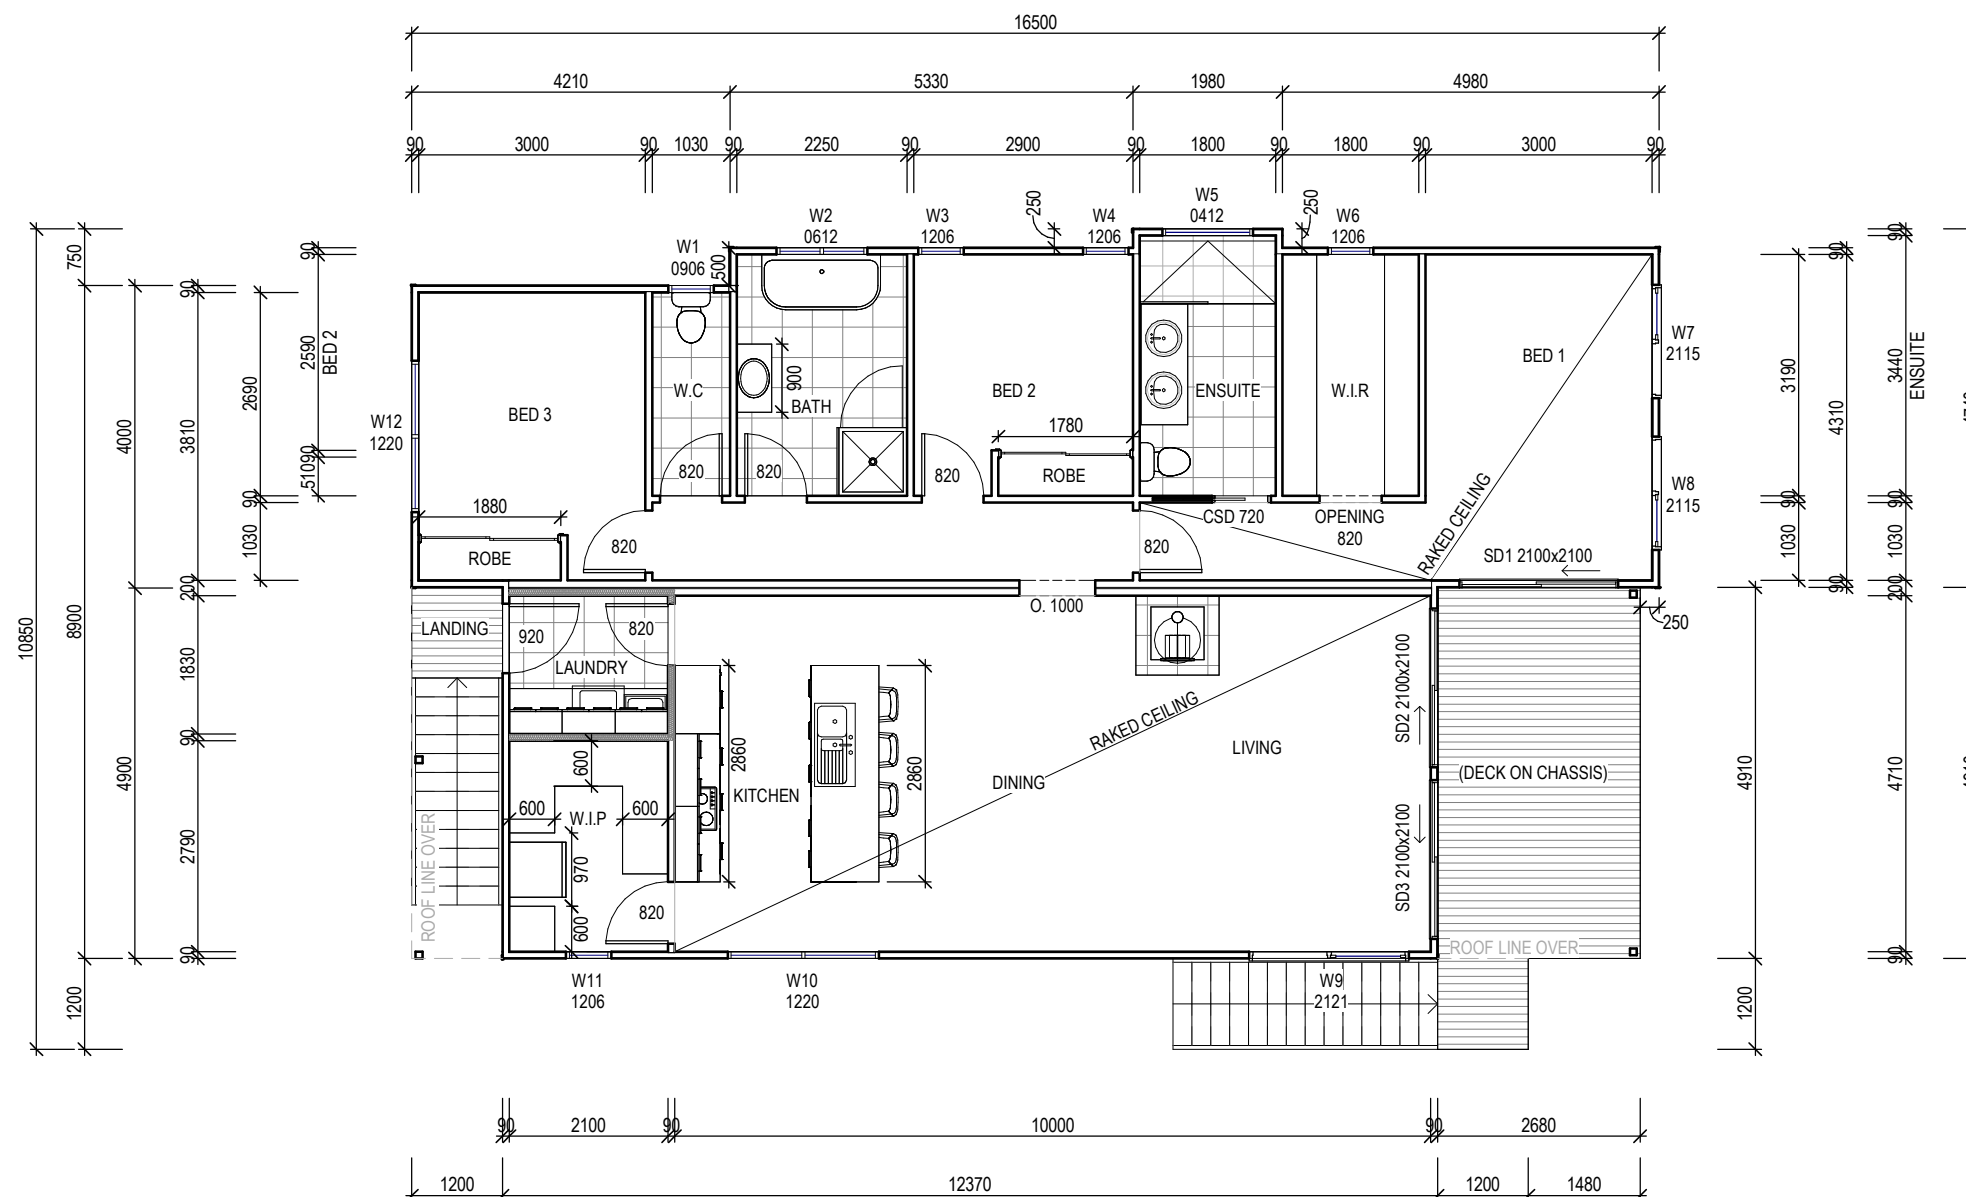 16500
4210 5330 1980 4980
90 3000 90 1030 90 2250 90 2900 90 1800 90 1800 90 3000 90
W1
0906
W2
0612
W3
1206
250
W4
1206
W5
0412
250
W6
1206
500
10850
750
8900
1200
4000
4900
90
3810
200
1830
90
2790
90
2690
90
1030
90
2590
90
510
BED 2
W12
1220
BED 3
1880
ROBE
820
W.C
820
900
BATH
820
BED 2
1780
820
ROBE
ENSUITE
CSD 720
820
W.I.R
OPENING
820
BED 1
RAKED CEILING
SD1 2100x2100
W7
2115
W8
2115
90
3190
90
1030
90
4310
200
90
3440
90
1030
ENSUITE
250
4910
4710
90
1200
LANDING
920
820
LAUNDRY
ROOF LINE OVER
600
600
600
W.I.P
970
600
820
2860
KITCHEN
2860
O. 1000
DINING
RAKED CEILING
LIVING
SD2 2100x2100
SD3 2100x2100
(DECK ON CHASSIS)
ROOF LINE OVER
W11
1206
W10
1220
W9
2121
90 2100 90 10000 90 2680
1200 12370 1200 1480